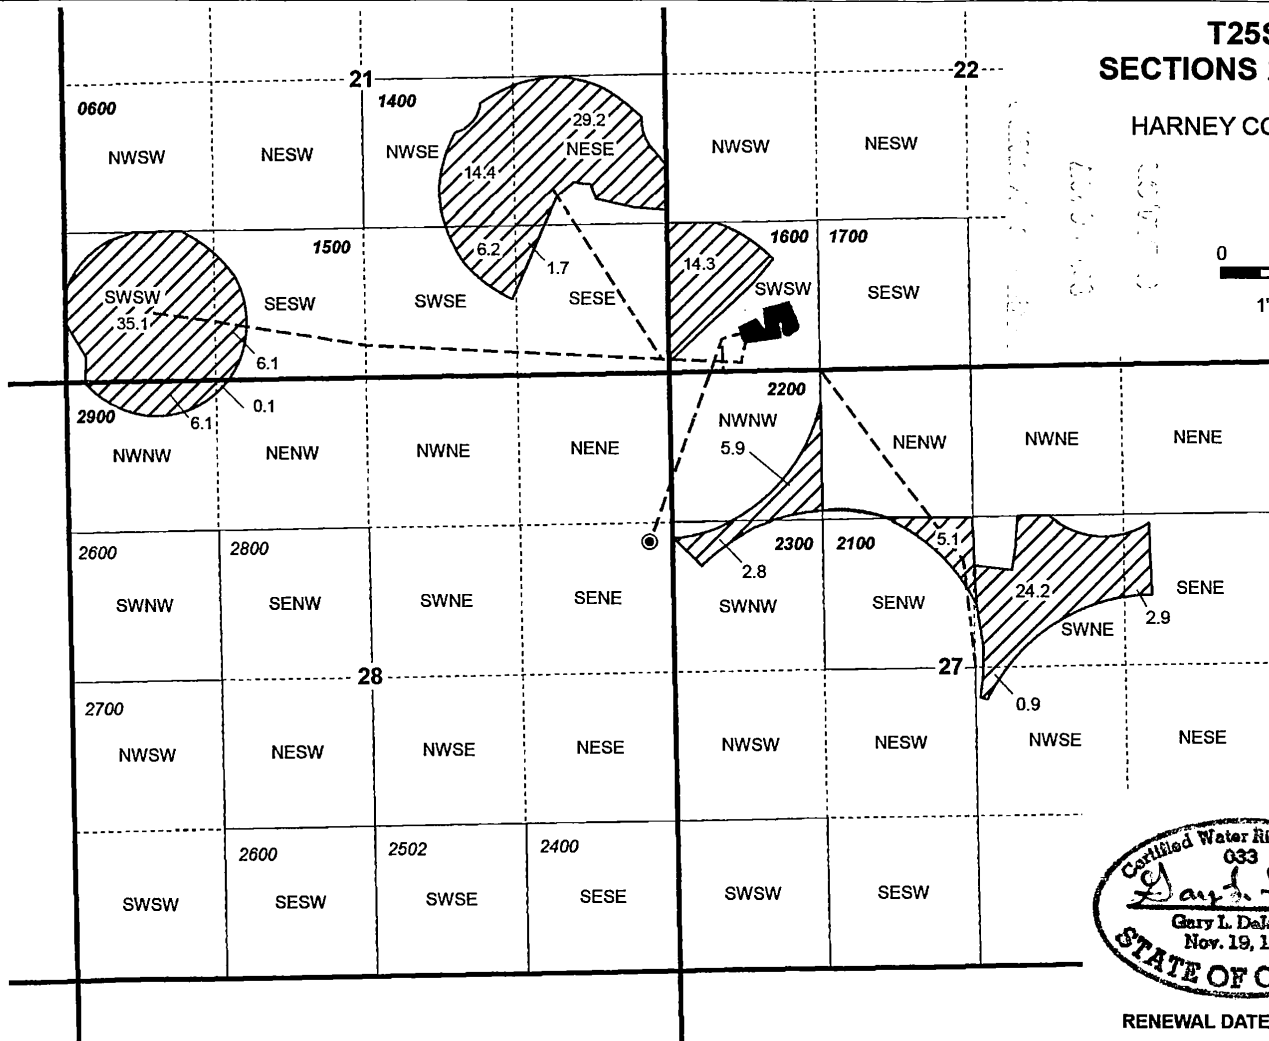 T25S
SECTIONS
HARNEY CO
21
22
0600
1400
29.2
NWSW
NESW
NWSE
NESE
NWSW
NESW
14.4
1500
6.2
1.7
1600
1700
14.3
0
SWSW
SESW
SWSE
SESE
SWSW
SESW
35.1
1"
6.1
2200
2900
6.1
0.1
NWNW
NENW
NWNE
NENE
NWNW
NENW
NWNE
NENE
5.9
2600
2800
2300
2100
5.1
2.8
24.2
SWNW
SENW
SWNE
SENE
SWNW
SENW
SWNE
SENE
2.9
28
27
2700
0.9
NWSW
NESW
NWSE
NESE
NWSW
NESW
NWSE
NESE
2600
2502
2400
SWSW
SESW
SWSE
SESE
SWSW
SESW
Certified Water Ri
033
Gary L. DeJa
Nov. 19, 1
STATE OF O
RENEWAL DATE